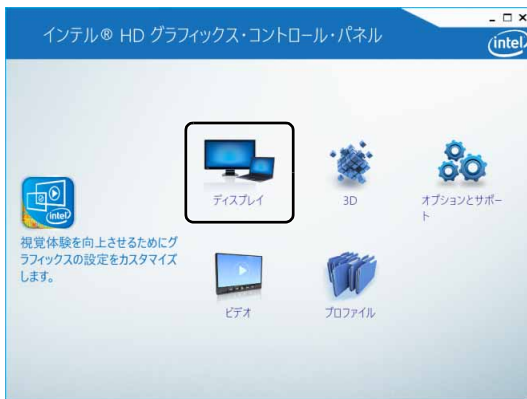 インテル® HD グラフィックス・コントロール・パネル
intel
ディスプレイ
3D
オプションとサポー
ト
intel
視覚体験を向上させるためにグ
ラフィックスの設定をカスタマイズ
します。
ビデオ
プロファイル